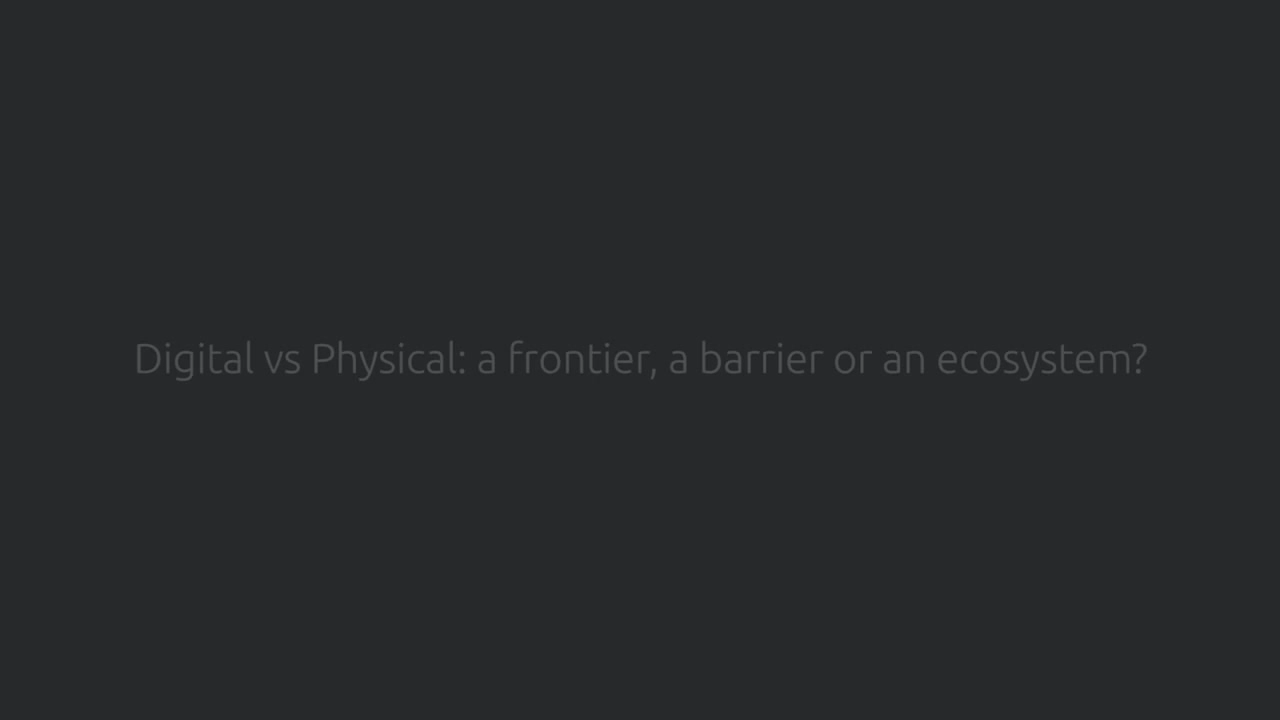 Digital vs Physical: a frontier, a barrier or an ecosystem?